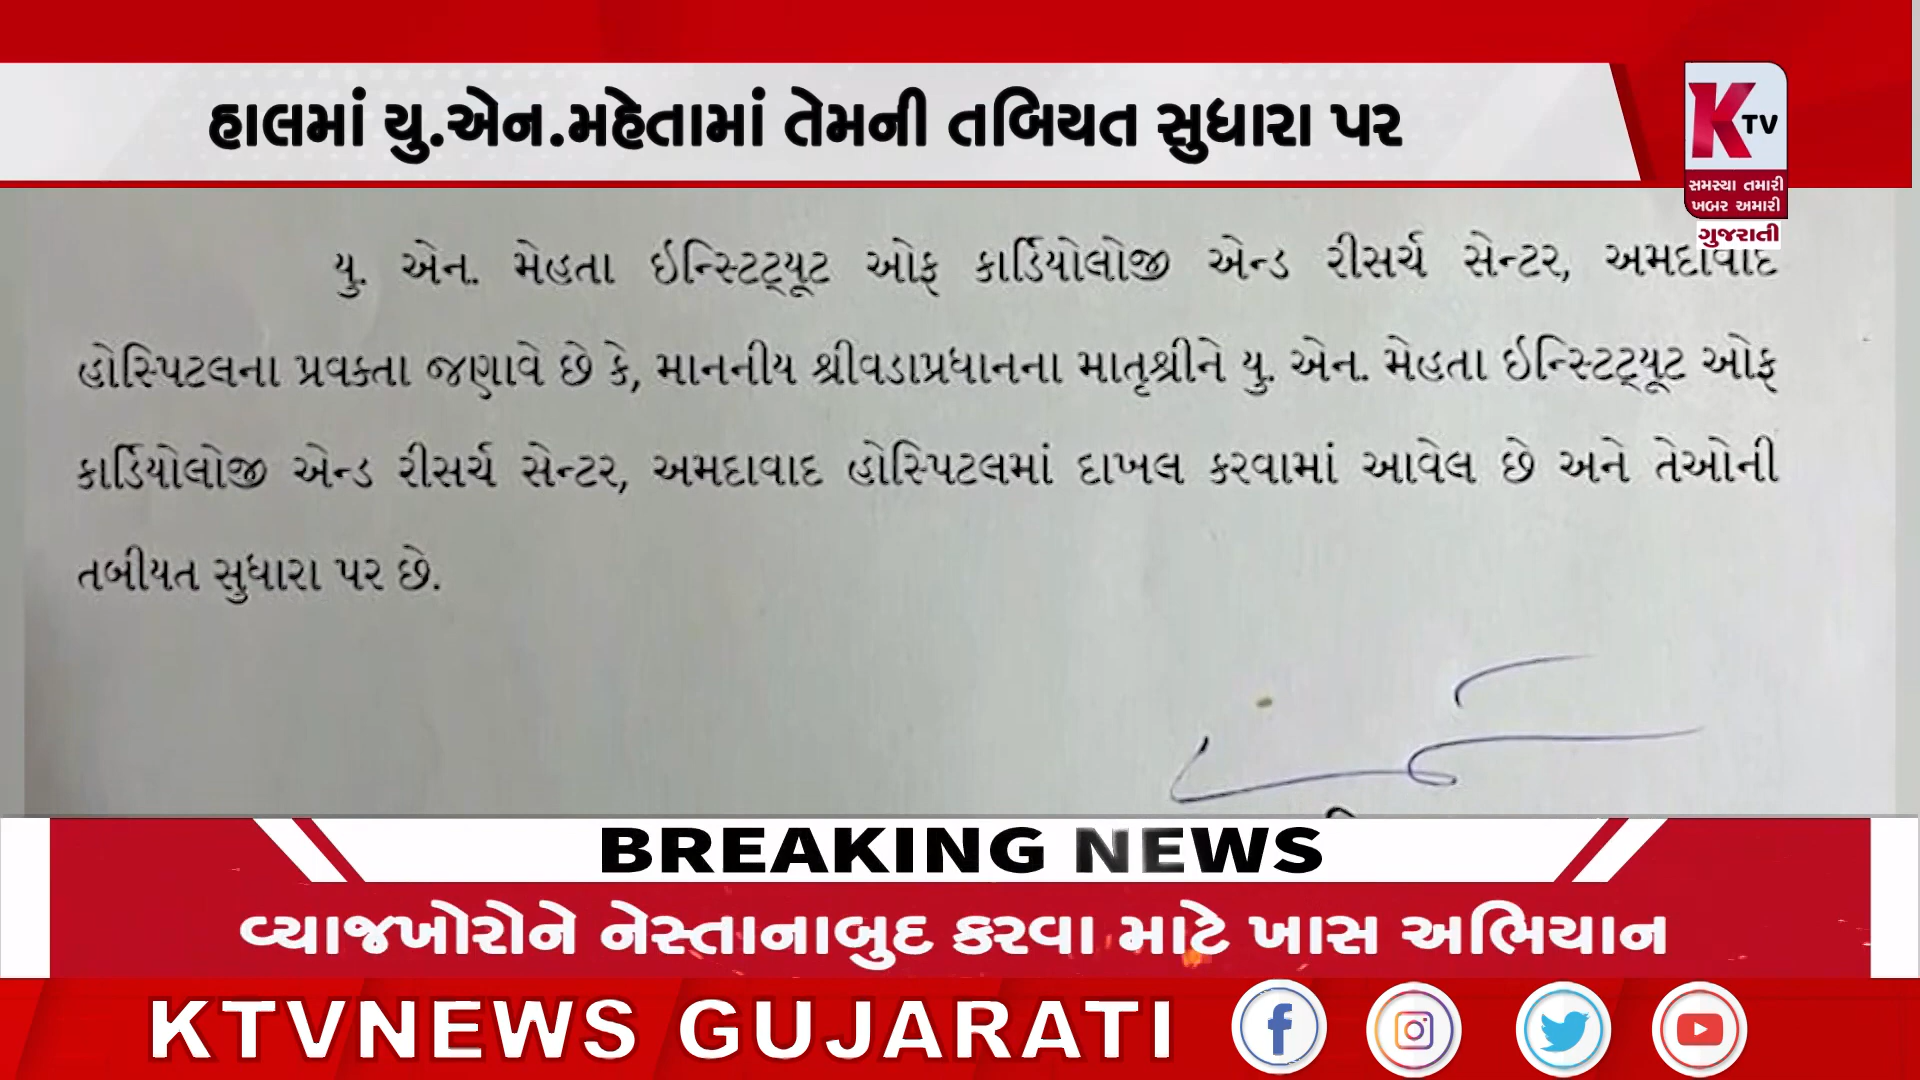 હાલમાં યુ.એન.મહેતામાં તેમની તબિયત સુધારા પર
K TV
સમસ્યા તમારી
ખબર અમારી
ગુજરાતી
યુ. એન. મેહતા ઇન્સ્ટિટ્યૂટ ઓફ કાર્ડિયોલોજી એન્ડ રીસર્ચ સેન્ટર, અમદાવાદ
હોસ્પિટલના પ્રવક્તા જણાવે છે કે, માનનીય શ્રીવડાપ્રધાનના માતૃશ્રીને યુ. એન. મેહતા ઇન્સ્ટિટ્યૂટ ઓફ
કાર્ડિયોલોજી એન્ડ રીસર્ચ સેન્ટર, અમદાવાદ હોસ્પિટલમાં દાખલ કરવામાં આવેલ છે અને તેઓની
તબીયત સુધારા પર છે.
BREAKING NEWS
વ્યાજખોરોને નેસ્તાનાબુદ કરવા માટે ખાસ અભિયાન
KTVNEWS GUJARATI